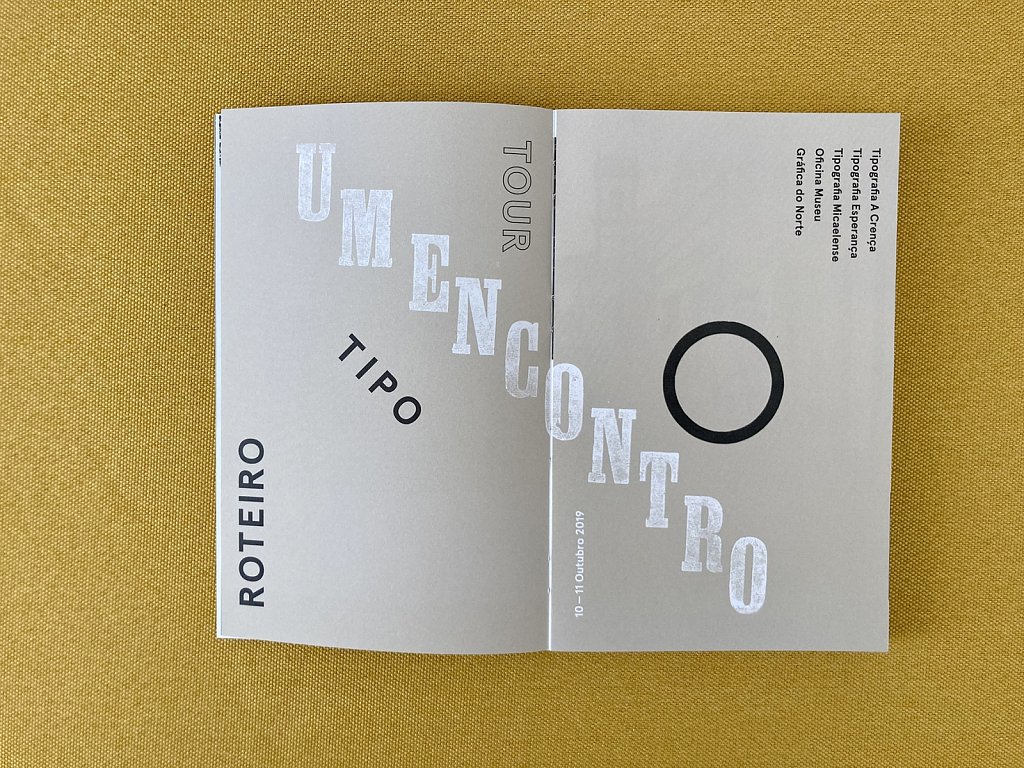 UM ENCONTRO
TOUR
TIPO
ROTEIRO
Tipografia A Crença
Tipografia Esperança
Tipografia Micaelense
Oficina Museu
Gráfica do Norte
10—11 Outubro 2019